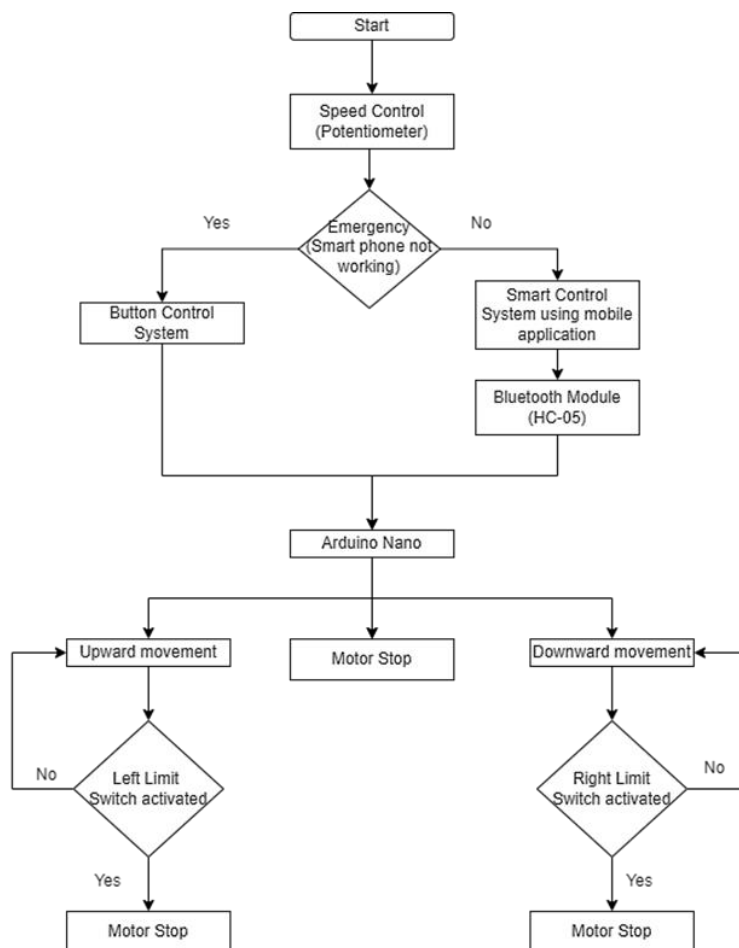 Start
Speed Control
(Potentiometer)
Yes
Emergency
(Smart phone not
working)
No
Button Control
System
Smart Control
System using mobile
application
Bluetooth Module
(HC-05)
Arduino Nano
Upward movement
Motor Stop
Downward movement
No
Left Limit
Switch activated
Right Limit
Switch activated
No
Yes
Yes
Motor Stop
Motor Stop